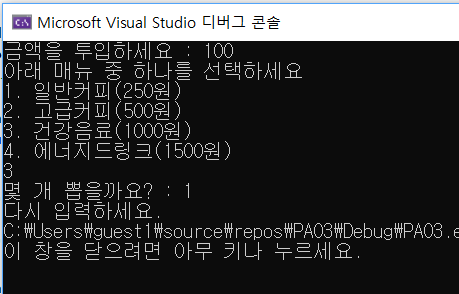 Microsoft Visual Studio 디버그 콘솔
금액을 투입하세요 : 100
아래 매뉴 중 하나를 선택하세요
1. 일반커피(250원)
2. 고급커피(500원)
3. 건강음료(1000원)
4. 에너지드링크(1500원)
3
몇 개 뽑을까요? : 1
다시 입력하세요.
C:₩Users₩guest1₩source₩repos₩PA03₩Debug₩PA03.e
이 창을 닫으려면 아무 키나 누르세요.